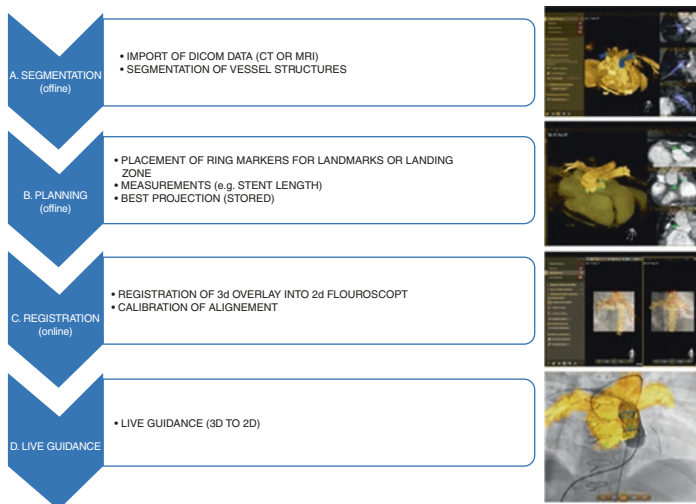 A. SEGMENTATION
(offine)
• IMPORT OF DICOM DATA (CT OR MRI)
• SEGMENTATION OF VESSEL STRUCTURES
B. PLANNING
(offine)
• PLACEMENT OF RING MARKERS FOR LANDMARKS OR LANDING
ZONE
• MEASUREMENTS (e.g. STENT LENGTH)
• BEST PROJECTION (STORED)
C. REGISTRATION
(online)
• REGISTRATION OF 3d OVERLAY INTO 2d FLOUROSCOPT
• CALIBRATION OF ALIGNEMENT
D. LIVE GUIDANCE
• LIVE GUIDANCE (3D TO 2D)